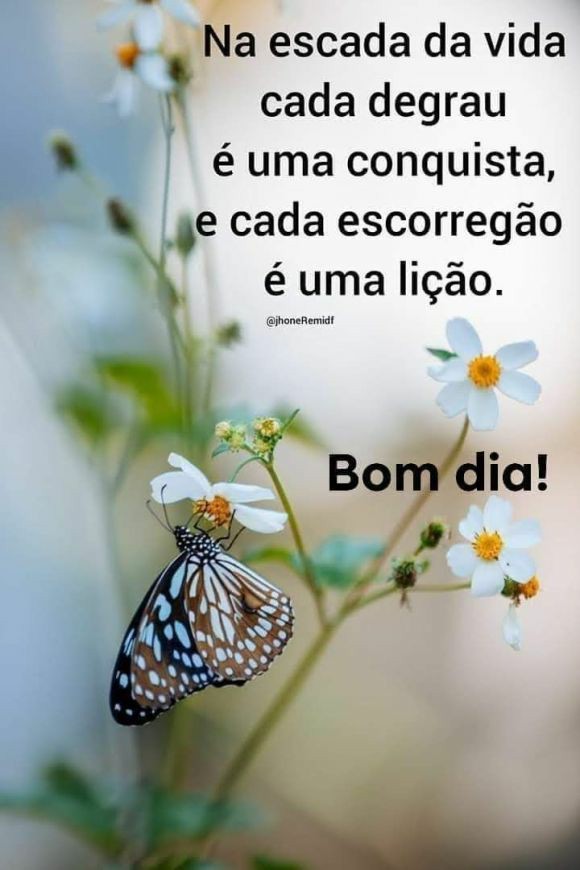 Na escada da vida
cada degrau
é uma conquista,
e cada escorregão
é uma lição.
@jhoneRemidf
Bom dia!